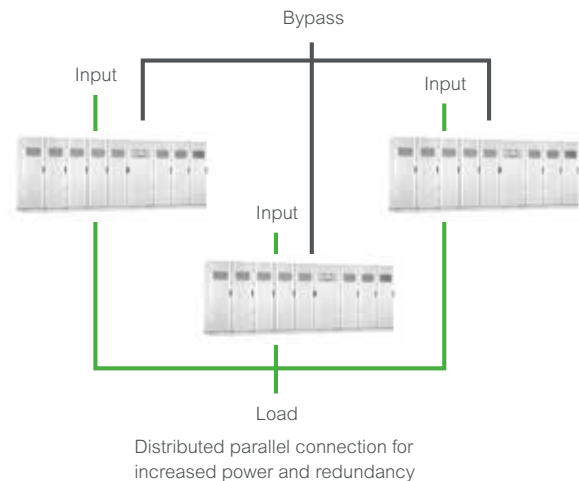 Bypass
Input
Input
Input
Load
Distributed parallel connection for
increased power and redundancy